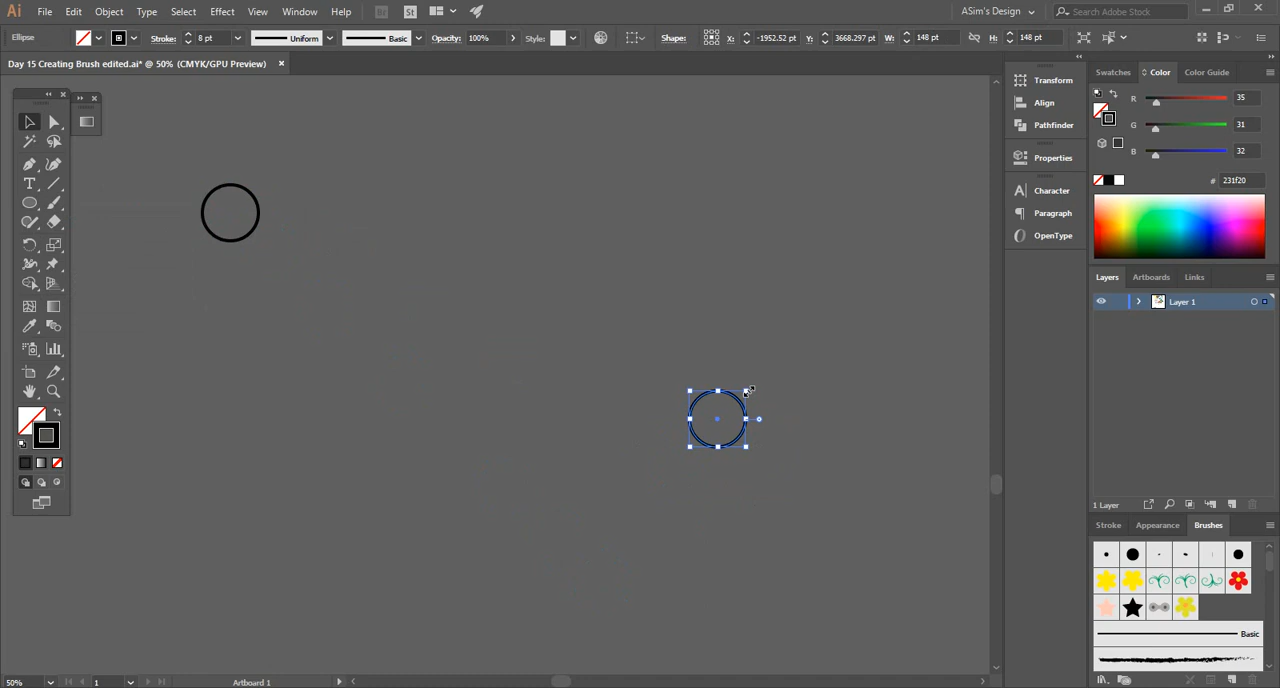 Ai File Edit Object Type Select Effect View Window Help Br St ASim's Design Search Adobe Stock
Ellipse Stroke: 8 pt Uniform Basic Opacity: 100% Style: Shape: X: -1952.52 pt Y: 3668.297 pt W: 148 pt H: 148 pt
Day 15 Creating Brush edited.ai* @ 50% (CMYK/GPU Preview)
Transform
Align
Pathfinder
Properties
Character
Paragraph
OpenType
Swatches Color Color Guide
R 35
G 31
B 32
# 231f20
Layers Artboards Links
Layer 1
1 Layer
Stroke Appearance Brushes
Basic
50% 1 Artboard 1